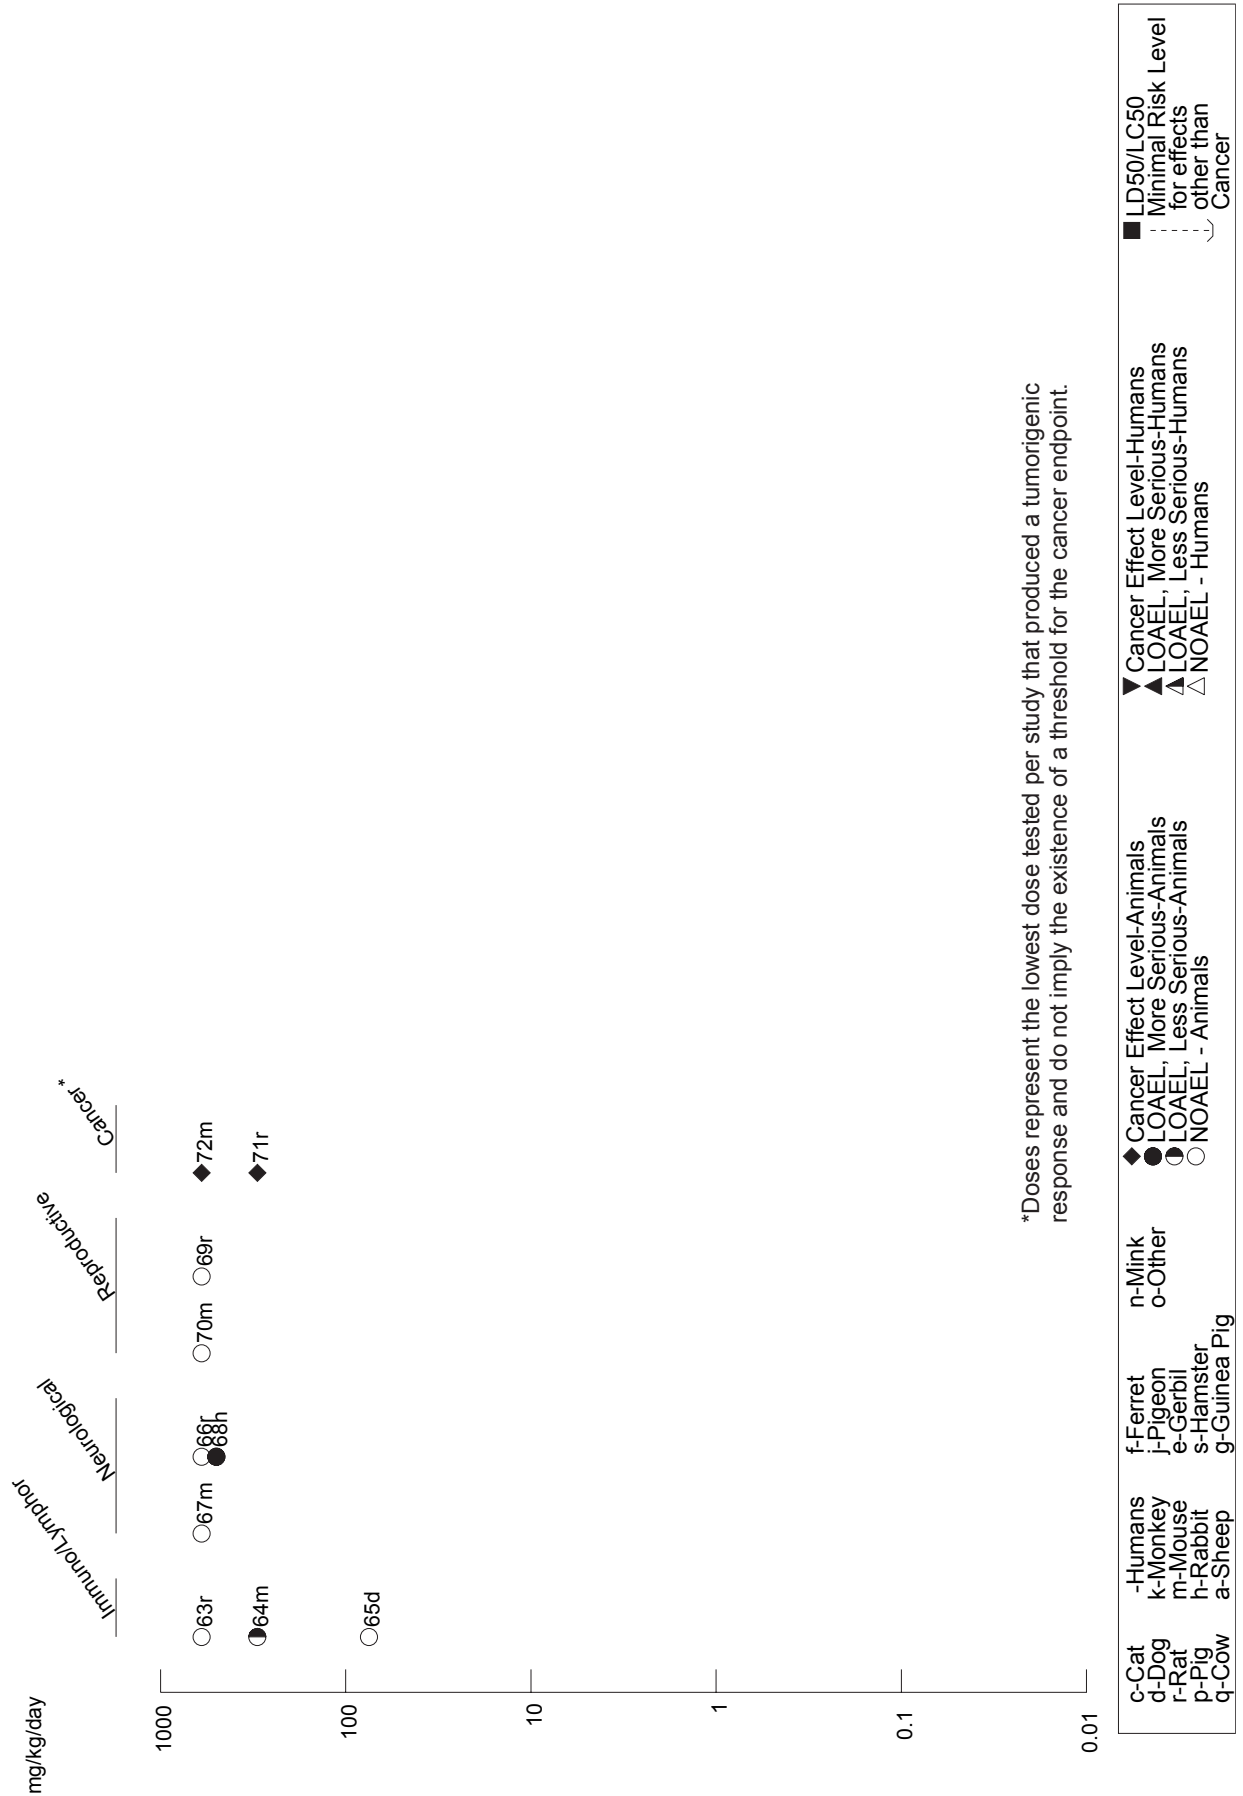 mg/kg/day
Immuno/Lymphor
Neurological
Reproductive
Cancer *
1000
100
10
1
0.1
0.01
63r
64m
65d
67m
66r
68h
70m
69r
72m
71r
*Doses represent the lowest dose tested per study that produced a tumorigenic
response and do not imply the existence of a threshold for the cancer endpoint.
c-Cat
d-Dog
r-Rat
p-Pig
q-Cow
-Humans
k-Monkey
m-Mouse
h-Rabbit
a-Sheep
f-Ferret
j-Pigeon
e-Gerbil
s-Hamster
g-Guinea Pig
n-Mink
o-Other
Cancer Effect Level-Animals
LOAEL, More Serious-Animals
LOAEL, Less Serious-Animals
NOAEL - Animals
Cancer Effect Level-Humans
LOAEL, More Serious-Humans
LOAEL, Less Serious-Humans
NOAEL - Humans
LD50/LC50
Minimal Risk Level
for effects
other than
Cancer